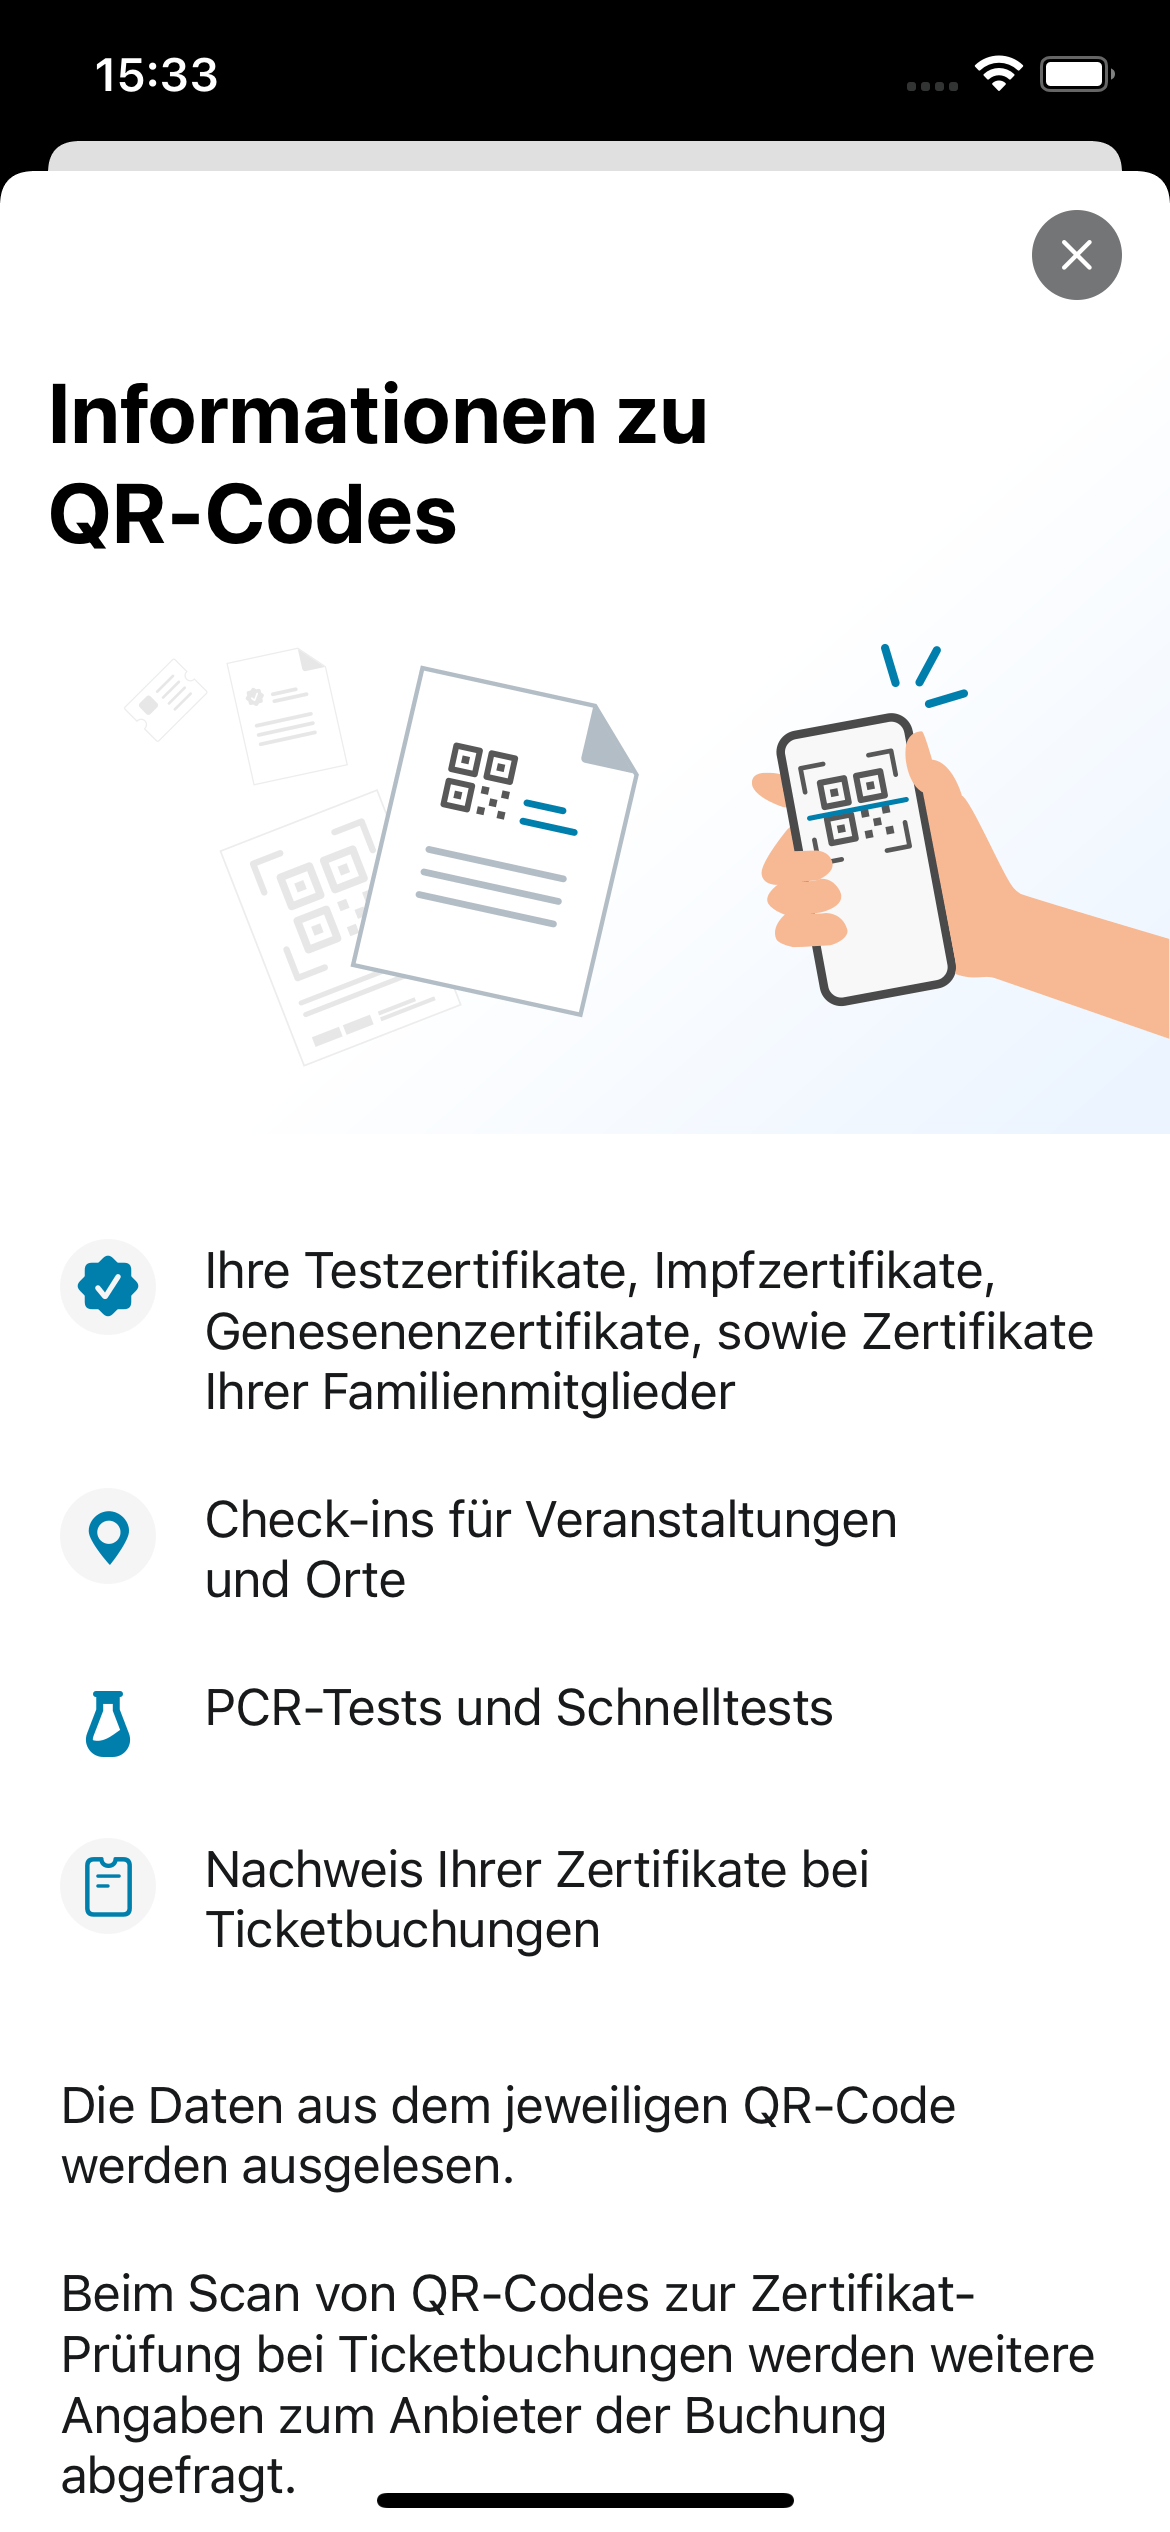 15:33
Informationen zu
QR-Codes
Ihre Testzertifikate, Impfzertifikate,
Genesenenzertifikate, sowie Zertifikate
Ihrer Familienmitglieder
Check-ins für Veranstaltungen
und Orte
PCR-Tests und Schnelltests
Nachweis Ihrer Zertifikate bei
Ticketbuchungen
Die Daten aus dem jeweiligen QR-Code
werden ausgelesen.
Beim Scan von QR-Codes zur Zertifikat-
Prüfung bei Ticketbuchungen werden weitere
Angaben zum Anbieter der Buchung
abgefragt.